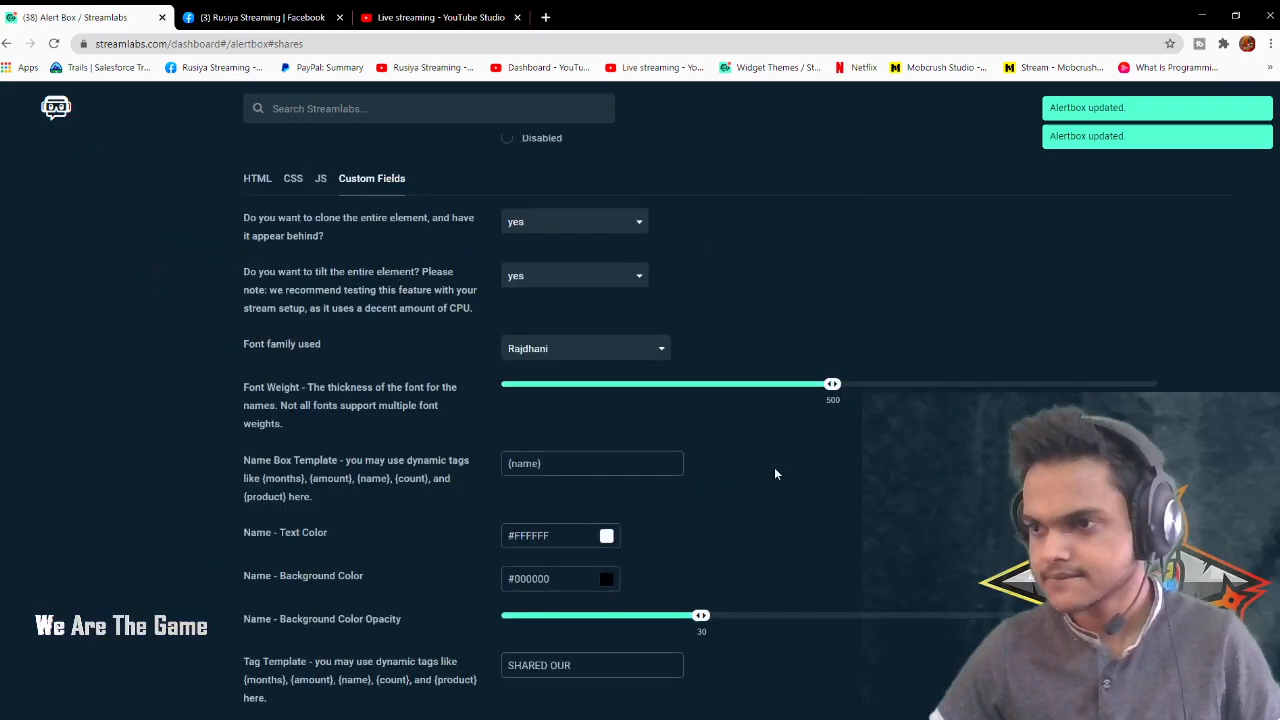 (38) Alert Box / Streamlabs
(3) Rusiya Streaming | Facebook
Live streaming - YouTube Studio
streamlabs.com/dashboard#/alertbox#shares
Apps
Trails | Salesforce Tr...
Rusiya Streaming -...
PayPal: Summary
Rusiya Streaming -...
Dashboard - YouTu...
Live streaming - Yo...
Widget Themes / St...
Netflix
Mobcrush Studio -...
Stream - Mobcrush...
What Is Programmi...
»
Search Streamlabs...
Alertbox updated.
Alertbox updated.
Disabled
HTML CSS JS Custom Fields
Do you want to clone the entire element, and have
it appear behind?
yes
Do you want to tilt the entire element? Please
note: we recommend testing this feature with your
stream setup, as it uses a decent amount of CPU.
yes
Font family used
Rajdhani
Font Weight - The thickness of the font for the
names. Not all fonts support multiple font
weights.
500
Name Box Template - you may use dynamic tags
like {months}, {amount}, {name}, {count}, and
{product} here.
{name}
Name - Text Color
#FFFFFF
Name - Background Color
#000000
Name - Background Color Opacity
30
We Are The Game
Tag Template - you may use dynamic tags like
{months}, {amount}, {name}, {count}, and {product}
here.
SHARED OUR